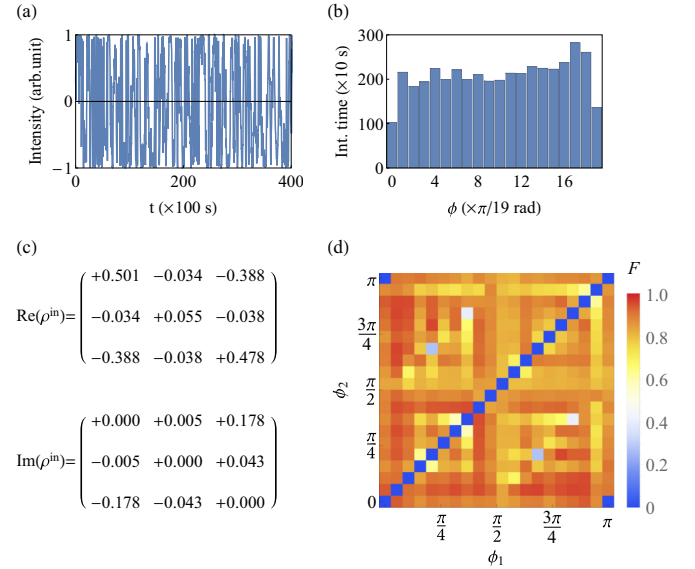 (a)
Intensity (arb.unit)
1
0
−1
0
200
400
t (×100 s)
(b)
Int. time (×10 s)
300
200
100
0
0
4
8
12
16
ϕ (×π/19 rad)
(c)
Re(ρ^in)=
+0.501 −0.034 −0.388
−0.034 +0.055 −0.038
−0.388 −0.038 +0.478
Im(ρ^in)=
+0.000 +0.005 +0.178
−0.005 +0.000 +0.043
−0.178 −0.043 +0.000
(d)
ϕ2
π
3π/4
π/2
π/4
0
π/4
π/2
3π/4
π
ϕ1
F
1.0
0.8
0.6
0.4
0.2
0